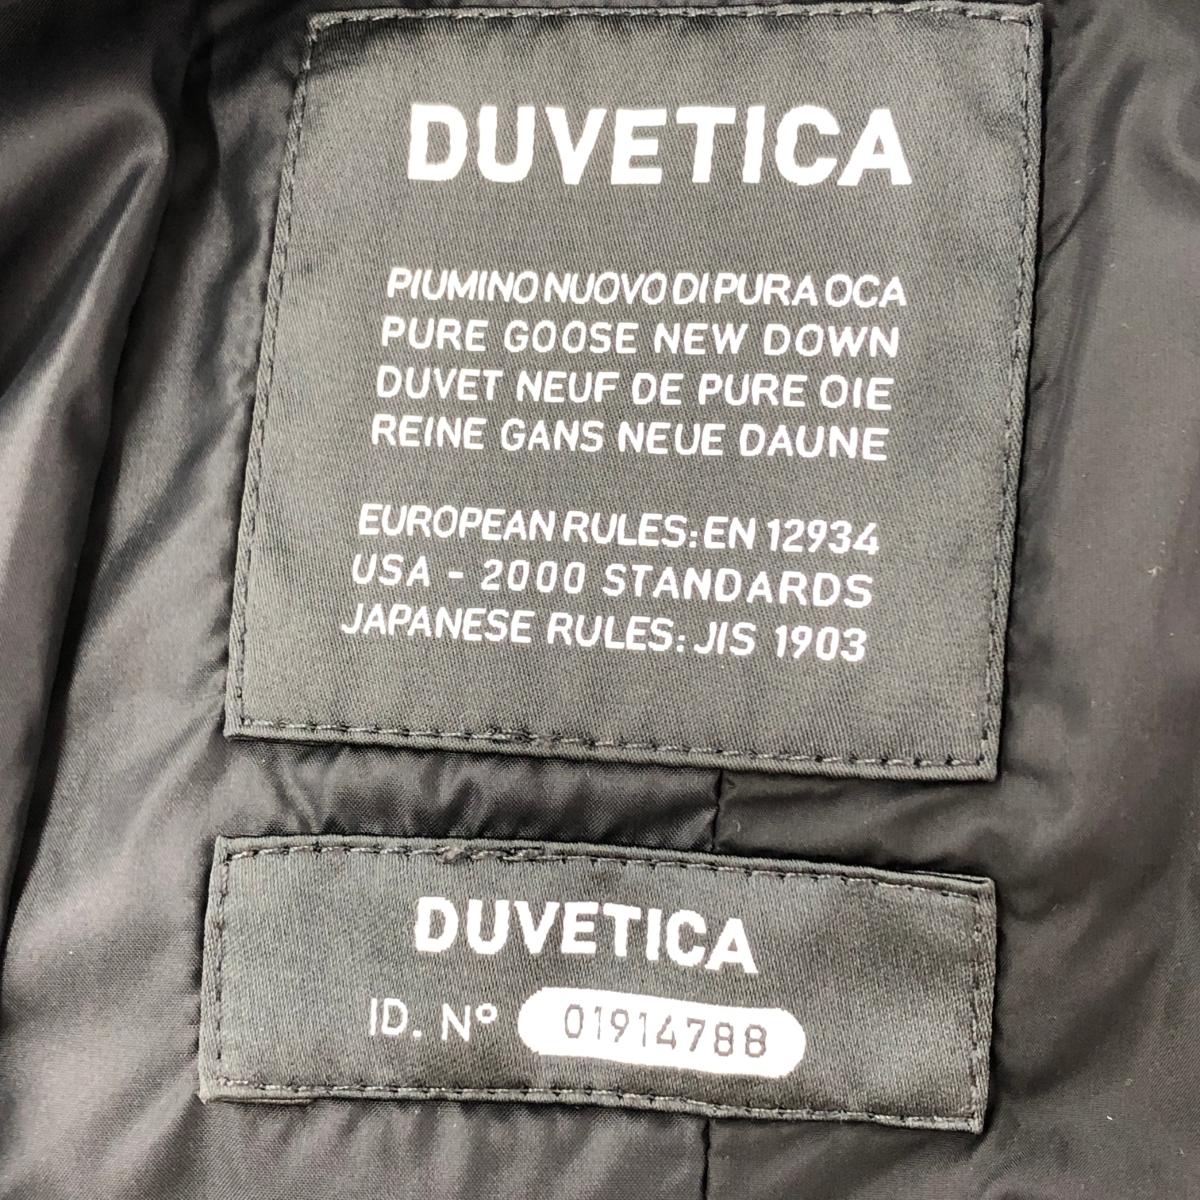 DUVETICA
PIUMINO NUOVO DI PURA OCA
PURE GOOSE NEW DOWN
DUVET NEUF DE PURE OIE
REINE GANS NEUE DAUNE
EUROPEAN RULES: EN 12934
USA - 2000 STANDARDS
JAPANESE RULES: JIS 1903
DUVETICA
ID. Nº 01914788